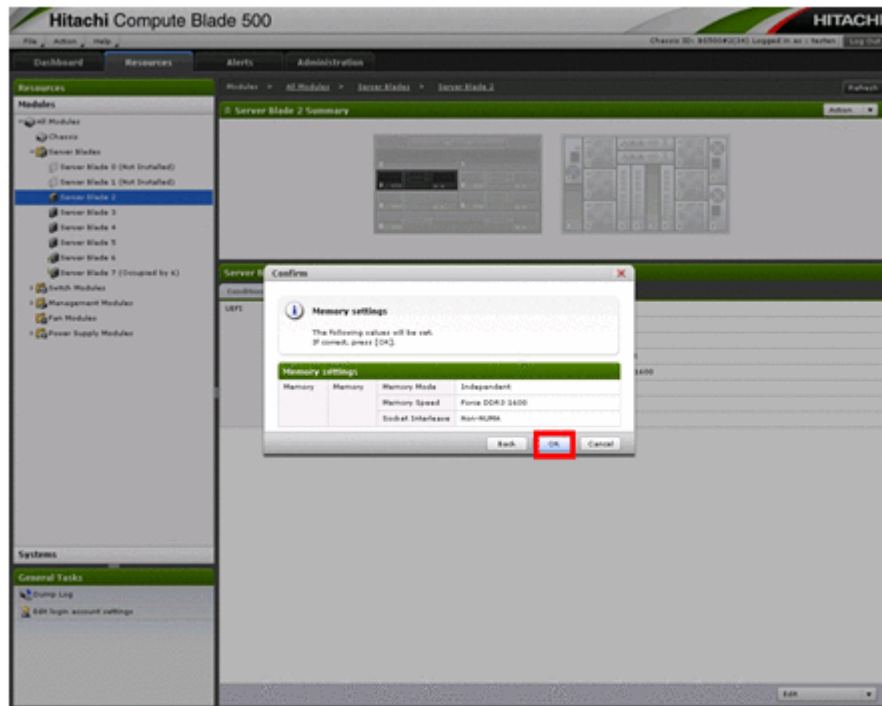 Hitachi Compute Blade 500
HITACHI
File Action Help
Logged in as : Log Out
Dashboard Resources Alerts Administration
Resources
Modules > All Modules > Server Blades > Server Blade 2
Refresh
Modules
Server Blade 2 Summary
Action
All Modules
Chassis
Server Blades
Server Blade 0 (Not Installed)
Server Blade 1 (Not Installed)
Server Blade 2
Server Blade 3
Server Blade 4
Server Blade 5
Server Blade 6
Server Blade 7 (Occupied by 6)
Switch Modules
Management Modules
Fan Modules
Power Supply Modules
Server
Condition
UEFI
1600
Confirm
Memory settings
The following values will be set.
If correct, press [OK].
Memory settings
Memory Memory Memory Mode Independent
Memory Speed Force DDR3 1600
Socket Interleave Non-NUMA
Back OK Cancel
Systems
General Tasks
Dump Log
Edit login account settings
Edit